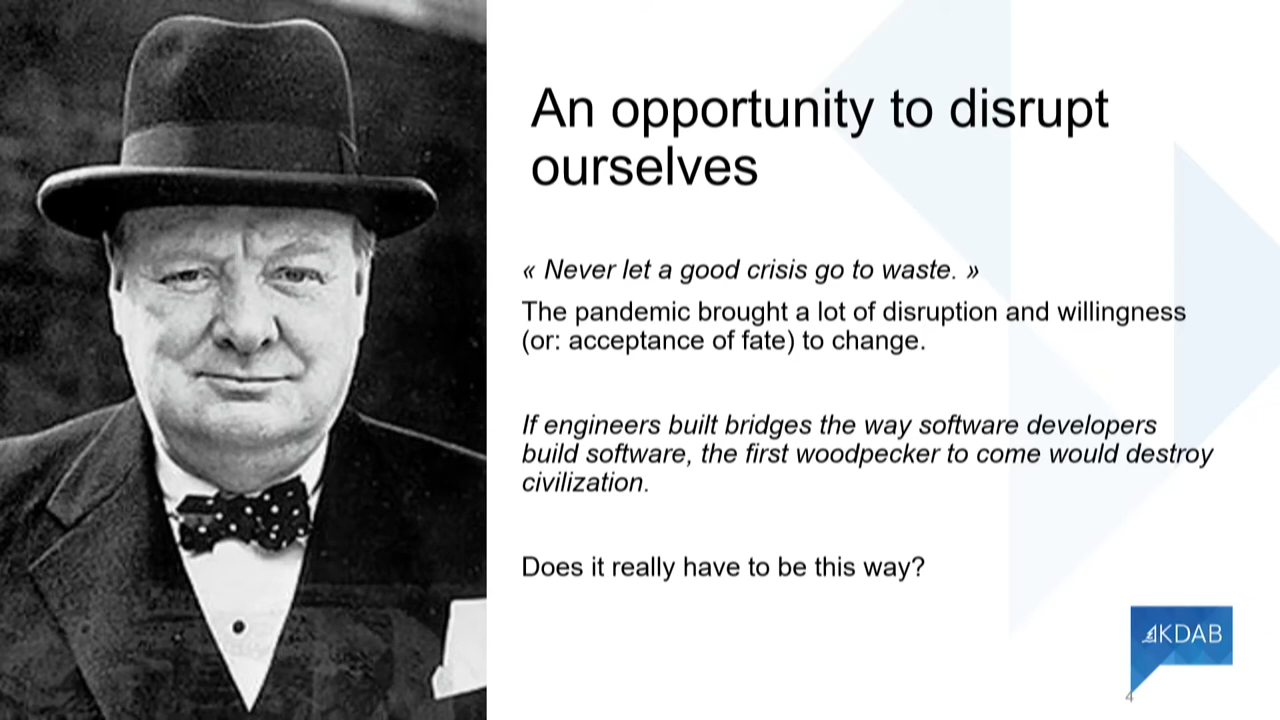 An opportunity to disrupt
ourselves
« Never let a good crisis go to waste. »
The pandemic brought a lot of disruption and willingness
(or: acceptance of fate) to change.
If engineers built bridges the way software developers
build software, the first woodpecker to come would destroy
civilization.
Does it really have to be this way?
KDAB
4